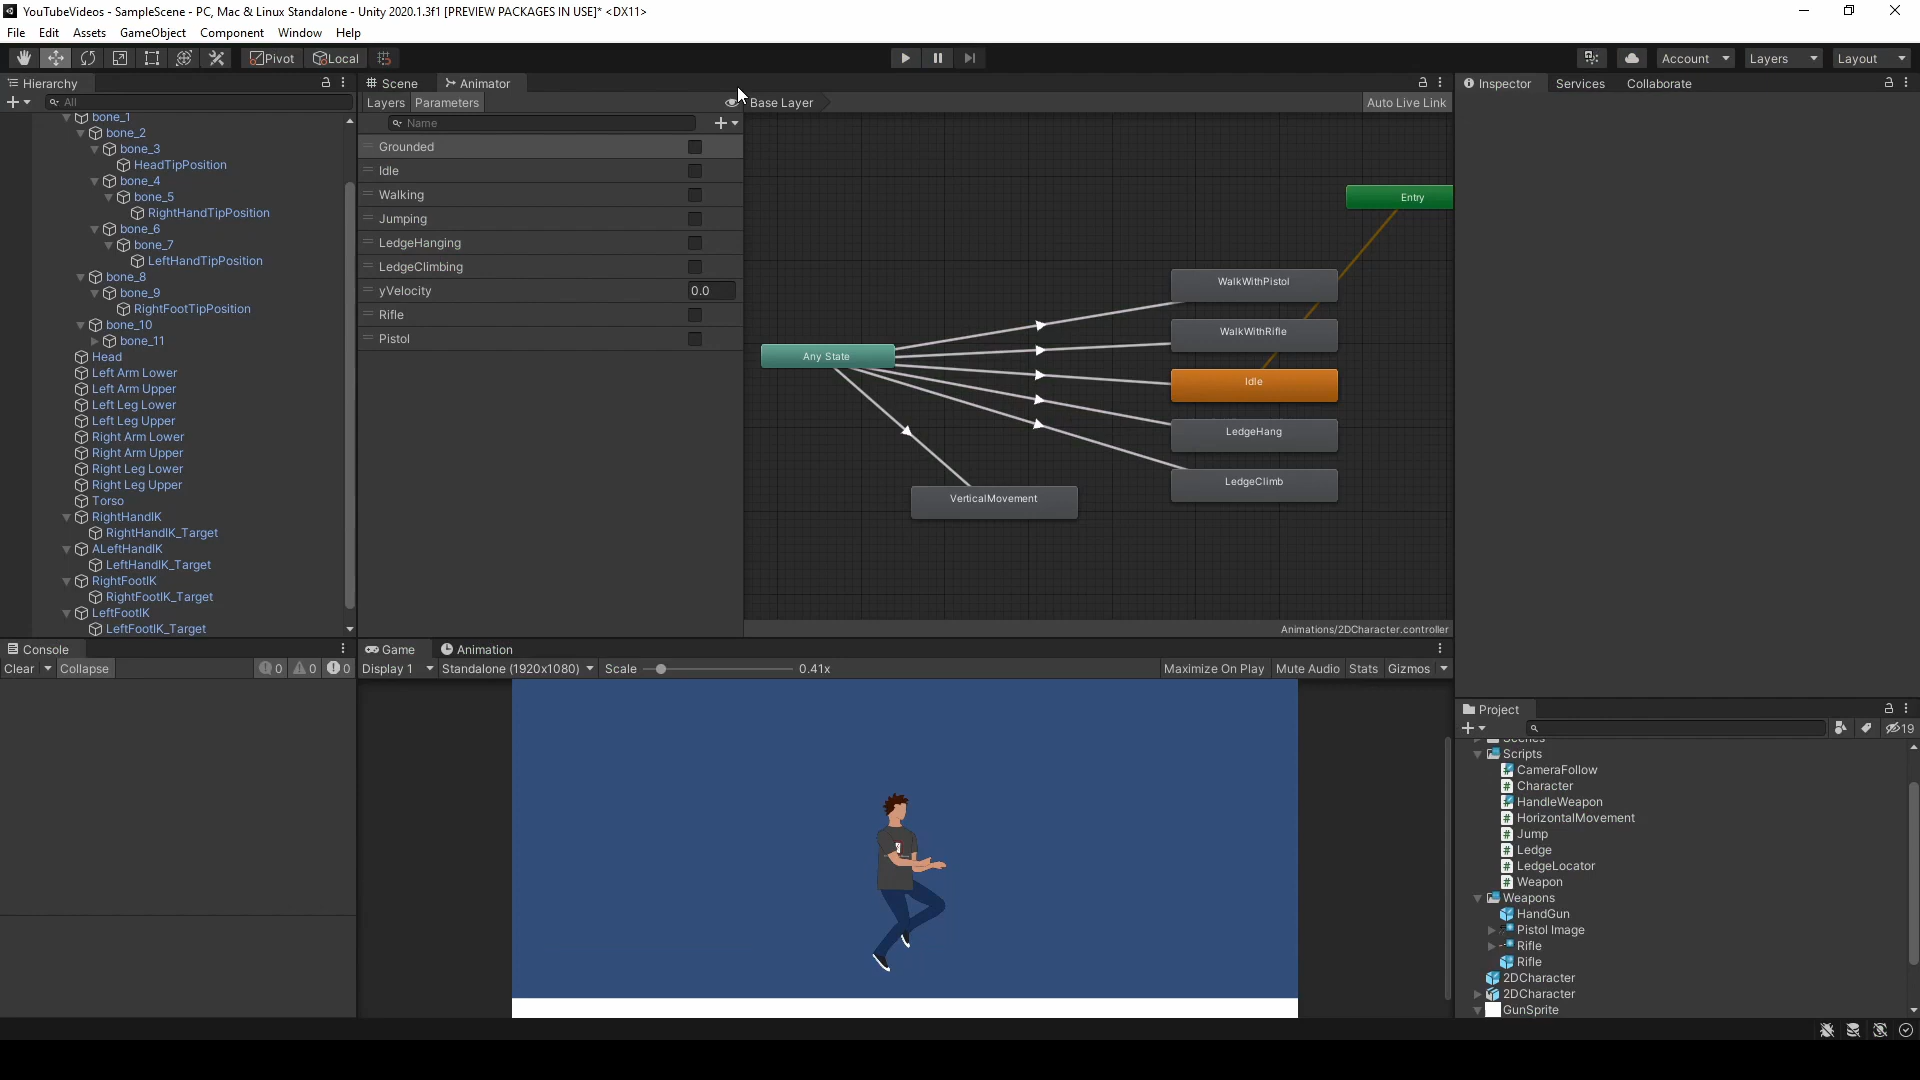 YouTubeVideos - SampleScene - PC, Mac & Linux Standalone - Unity 2020.1.3f1 [PREVIEW PACKAGES IN USE]* <DX11>
File Edit Assets GameObject Component Window Help
Pivot Local Account Layers Layout
Hierarchy
All
bone_1
bone_2
bone_3
HeadTipPosition
bone_4
bone_5
RightHandTipPosition
bone_6
bone_7
LeftHandTipPosition
bone_8
bone_9
RightFootTipPosition
bone_10
bone_11
Head
Left Arm Lower
Left Arm Upper
Left Leg Lower
Left Leg Upper
Right Arm Lower
Right Arm Upper
Right Leg Lower
Right Leg Upper
Torso
RightHandIK
RightHandIK_Target
ALeftHandIK
LeftHandIK_Target
RightFootIK
RightFootIK_Target
LeftFootIK
LeftFootIK_Target
Scene Animator
Layers Parameters Base Layer Auto Live Link
Name
Grounded
Idle
Walking
Jumping
LedgeHanging
LedgeClimbing
yVelocity 0.0
Rifle
Pistol
Entry
WalkWithPistol
WalkWithRifle
Any State
Idle
LedgeHang
LedgeClimb
VerticalMovement
Animations/2DCharacter.controller
Inspector Services Collaborate
Console
Clear Collapse 0 0 0
Game Animation
Display 1 Standalone (1920x1080) Scale 0.41x Maximize On Play Mute Audio Stats Gizmos
Project
19
Scenes
Scripts
CameraFollow
Character
HandleWeapon
HorizontalMovement
Jump
Ledge
LedgeLocator
Weapon
Weapons
HandGun
Pistol Image
Rifle
Rifle
2DCharacter
2DCharacter
GunSprite